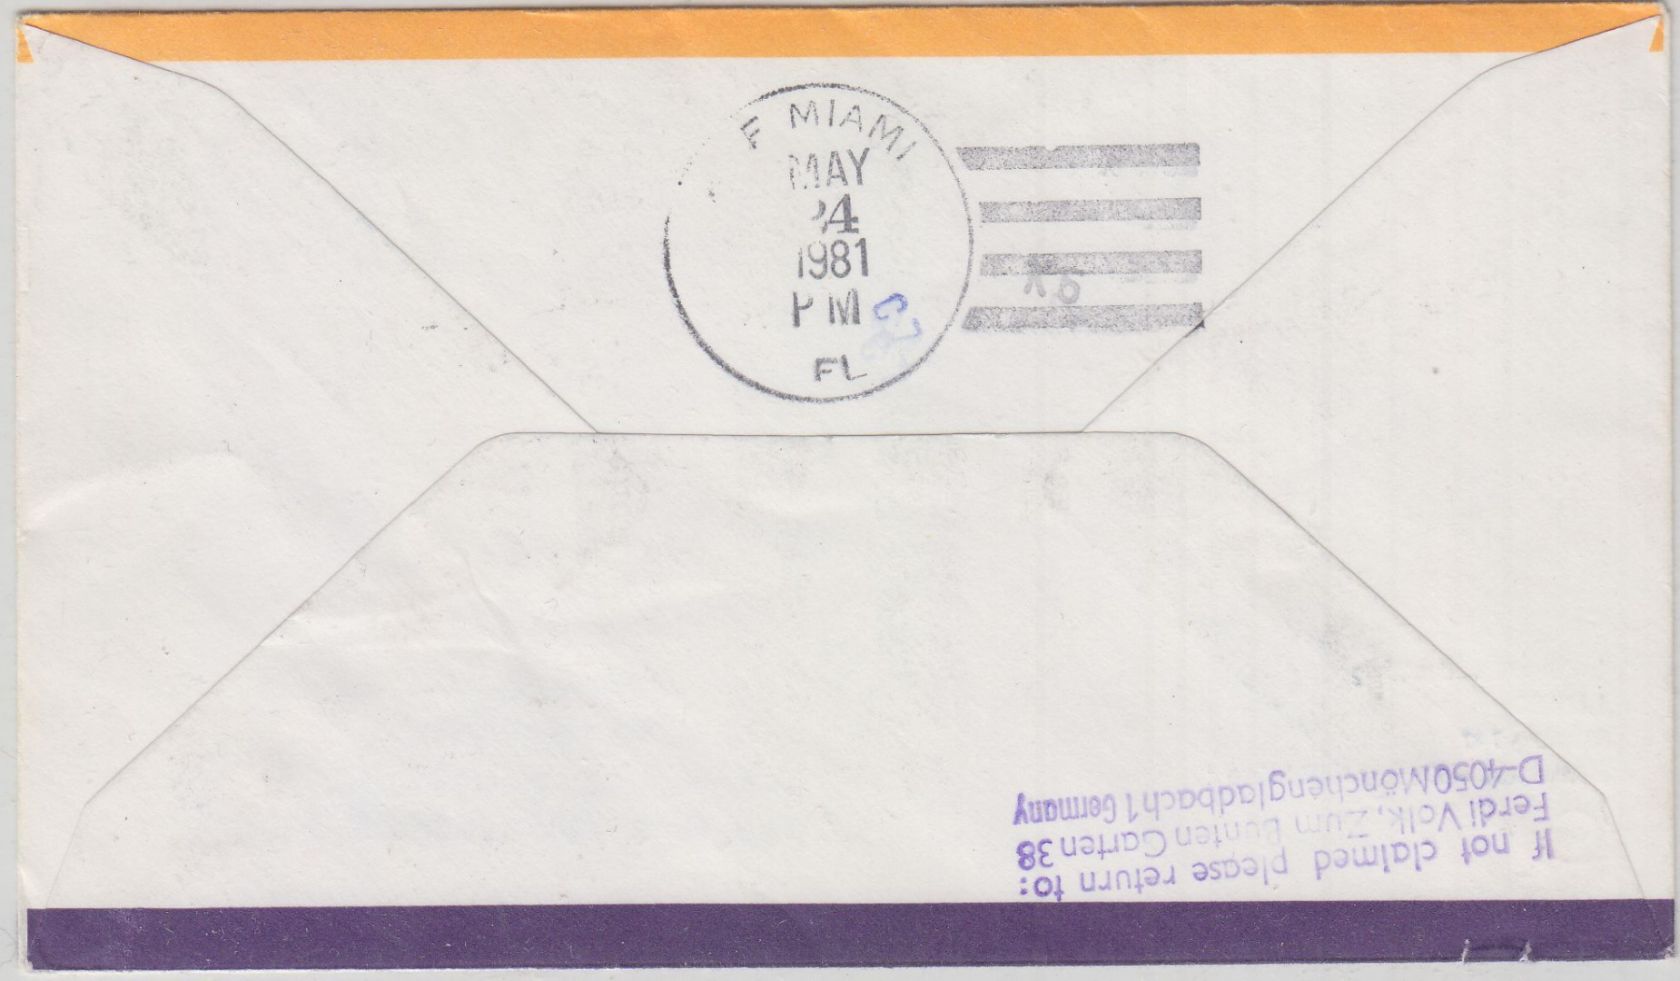 F MIAMI
MAY
24
1981
PM
FL
If not claimed please return to:
Ferdi Volk, Zum Bunten Garten 38
D-4050 Mönchengladbach 1 Germany